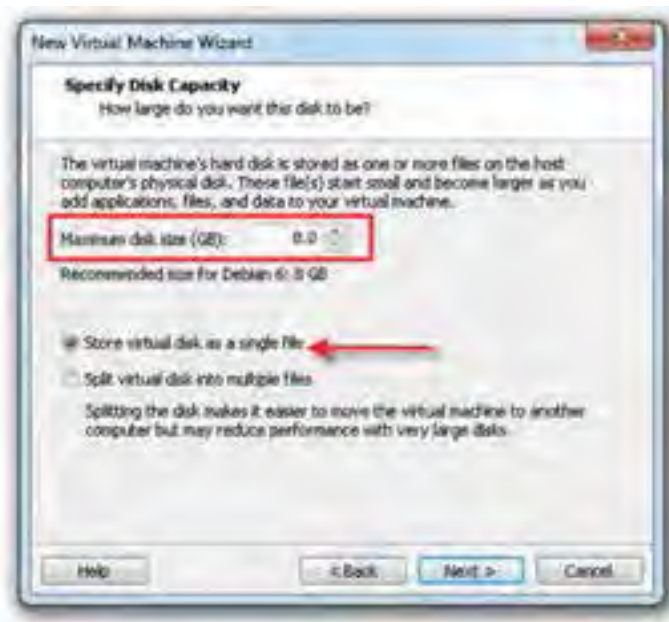 New Virtual Machine Wizard
Specify Disk Capacity
How large do you want this disk to be?
The virtual machine's hard disk is stored as one or more files on the host
computer's physical disk. These file(s) start small and become larger as you
add applications, files, and data to your virtual machine.
Maximum disk size (GB): 8.0
Recommended size for Debian 6: 8 GB
Store virtual disk as a single file
Split virtual disk into multiple files
Splitting the disk makes it easier to move the virtual machine to another
computer but may reduce performance with very large disks.
Help < Back Next > Cancel